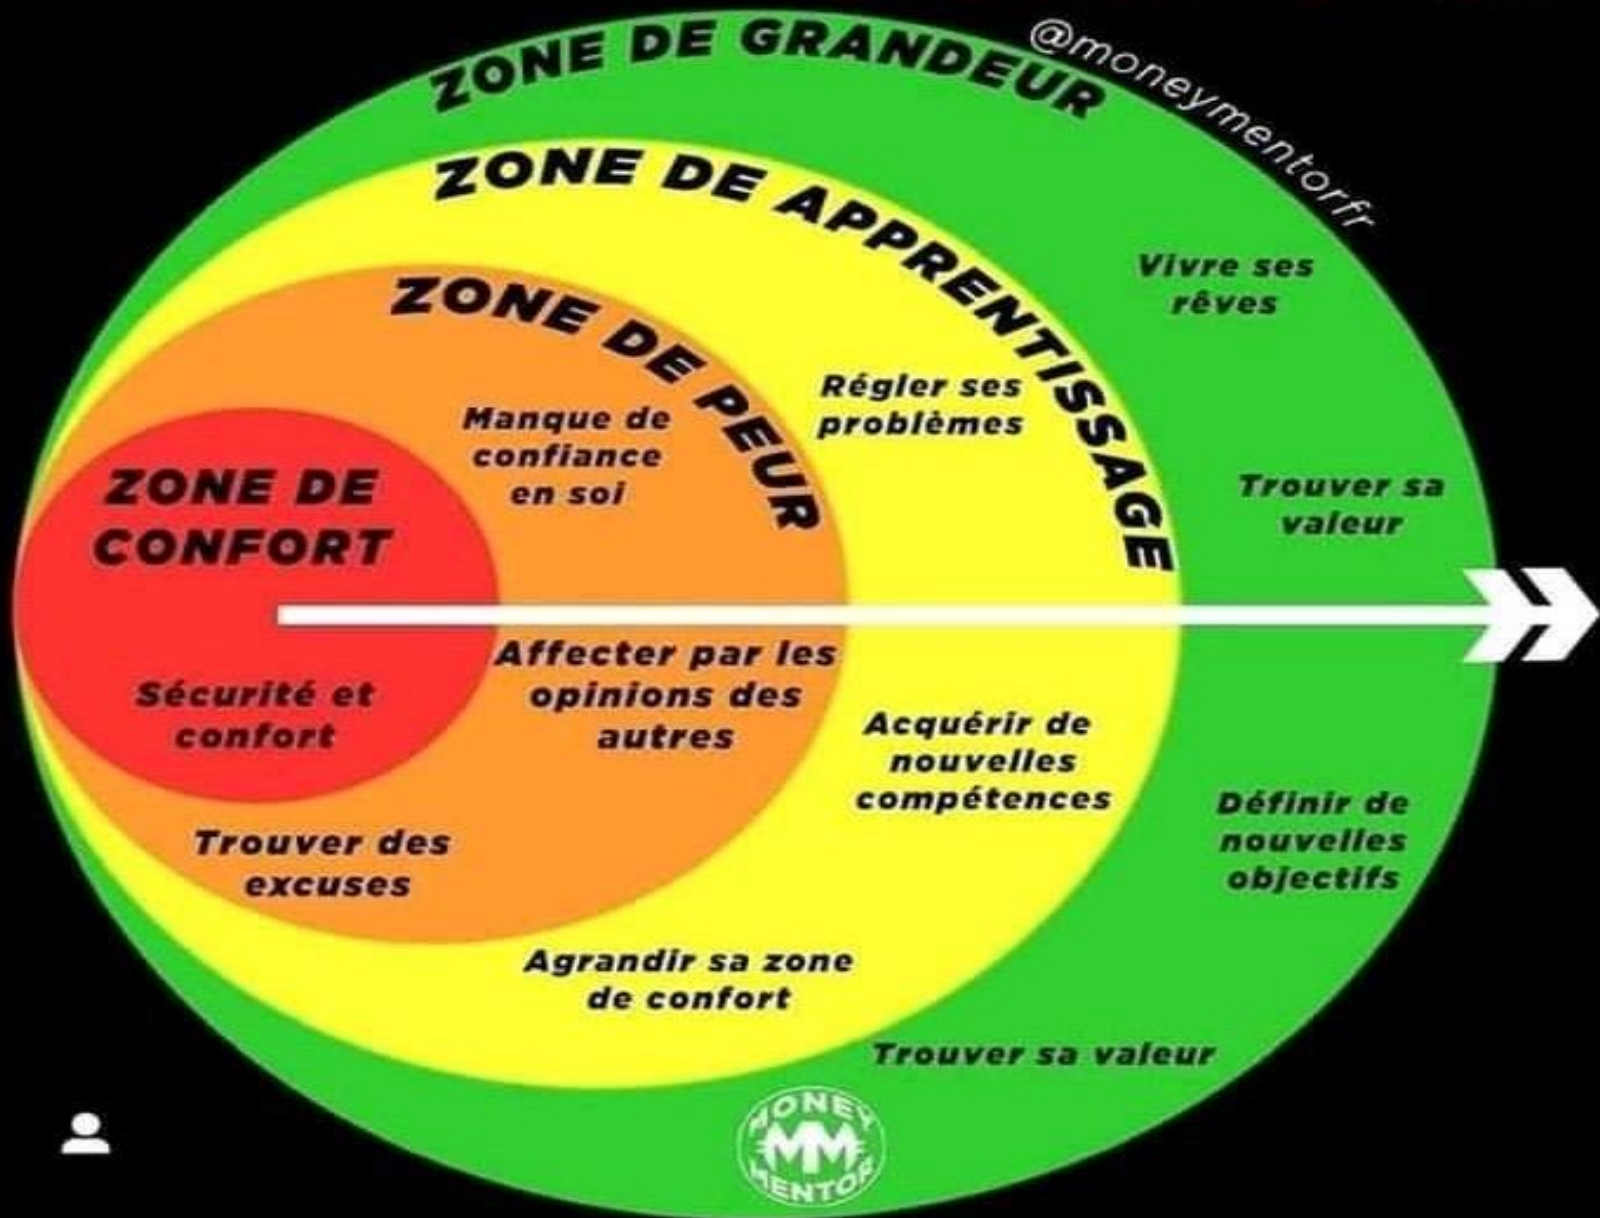 ZONE DE GRANDEUR
@moneymentorfr
ZONE DE APPRENTISSAGE
ZONE DE PEUR
ZONE DE
CONFORT
Sécurité et
confort
Manque de
confiance
en soi
Affecter par les
opinions des
autres
Trouver des
excuses
Régler ses
problèmes
Acquérir de
nouvelles
compétences
Agrandir sa zone
de confort
Vivre ses
rêves
Trouver sa
valeur
Définir de
nouvelles
objectifs
Trouver sa valeur
MONEY
MM
MENTOR